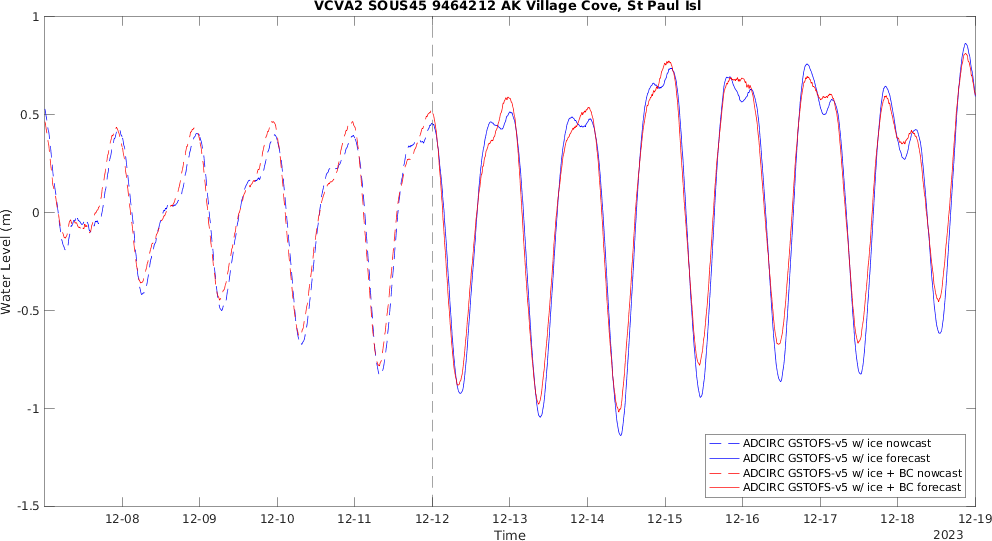 VCVA2 SOUS45 9464212 AK Village Cove, St Paul Isl
1
0.5
0
-0.5
-1
-1.5
Water Level (m)
ADCIRC GSTOFS-v5 w/ ice nowcast
ADCIRC GSTOFS-v5 w/ ice forecast
ADCIRC GSTOFS-v5 w/ ice + BC nowcast
ADCIRC GSTOFS-v5 w/ ice + BC forecast
12-08 12-09 12-10 12-11 12-12 12-13 12-14 12-15 12-16 12-17 12-18 12-19
Time
2023